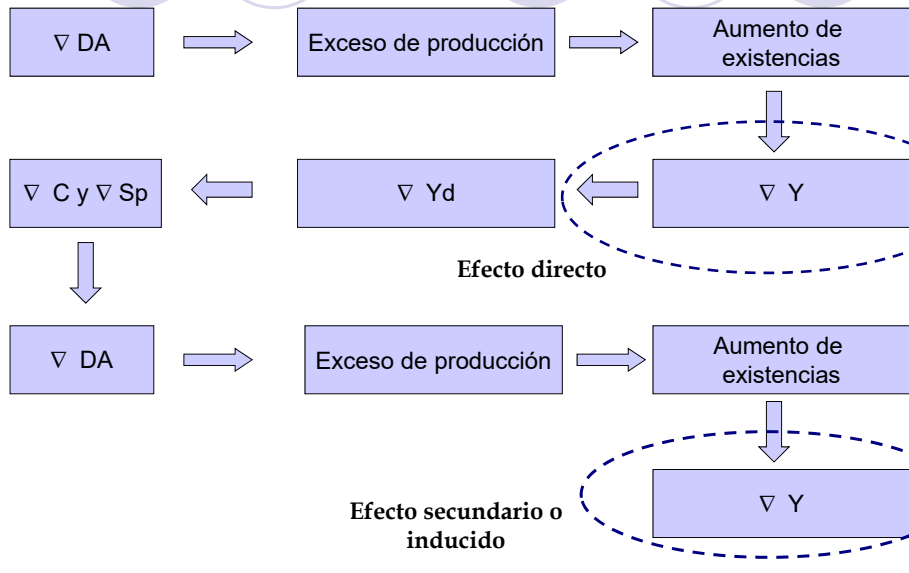 ∇ DA
Exceso de producción
Aumento de
existencias
∇ C y ∇ Sp
∇ Yd
∇ Y
Efecto directo
∇ DA
Exceso de producción
Aumento de
existencias
∇ Y
Efecto secundario o
inducido